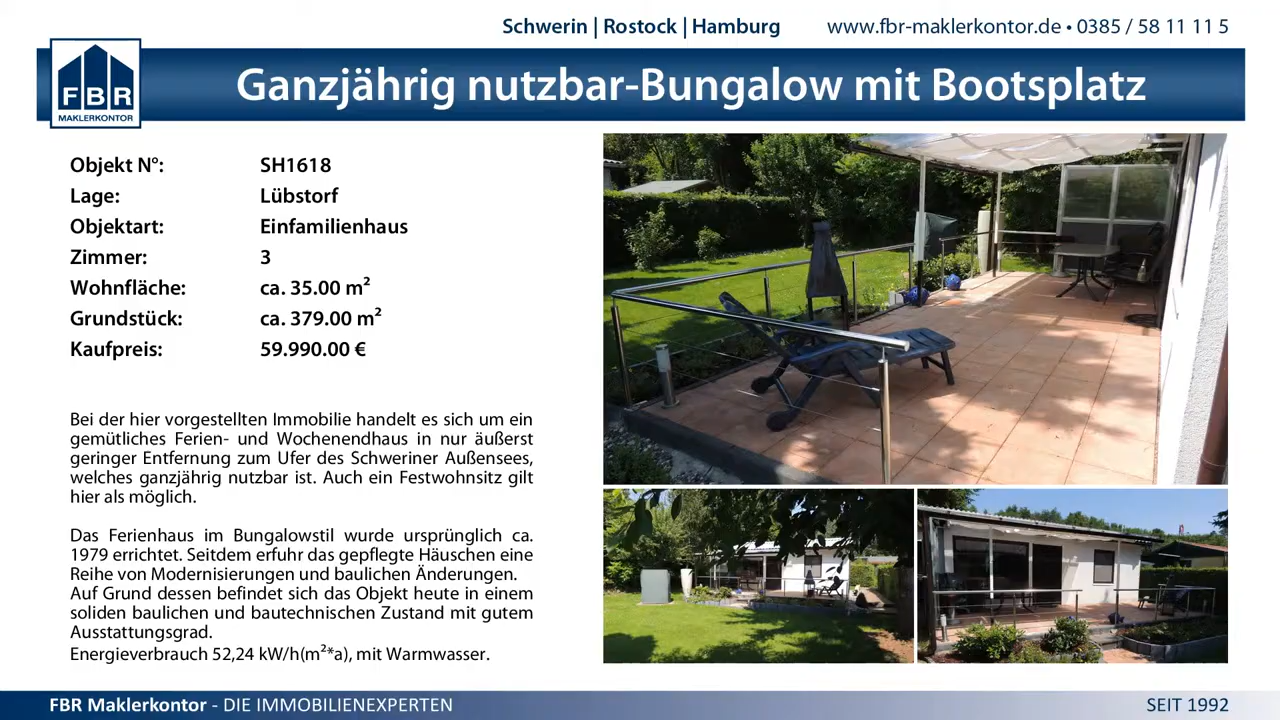 Schwerin | Rostock | Hamburg www.fbr-maklerkontor.de • 0385 / 58 11 11 5
FBR
MAKLERKONTOR
Ganzjährig nutzbar-Bungalow mit Bootsplatz
Objekt N°: SH1618
Lage: Lübstorf
Objektart: Einfamilienhaus
Zimmer: 3
Wohnfläche: ca. 35.00 m²
Grundstück: ca. 379.00 m²
Kaufpreis: 59.990.00 €
Bei der hier vorgestellten Immobilie handelt es sich um ein
gemütliches Ferien- und Wochenendhaus in nur äußerst
geringer Entfernung zum Ufer des Schweriner Außensees,
welches ganzjährig nutzbar ist. Auch ein Festwohnsitz gilt
hier als möglich.
Das Ferienhaus im Bungalowstil wurde ursprünglich ca.
1979 errichtet. Seitdem erfuhr das gepflegte Häuschen eine
Reihe von Modernisierungen und baulichen Änderungen.
Auf Grund dessen befindet sich das Objekt heute in einem
soliden baulichen und bautechnischen Zustand mit gutem
Ausstattungsgrad.
Energieverbrauch 52,24 kW/h(m²*a), mit Warmwasser.
FBR Maklerkontor - DIE IMMOBILIENEXPERTEN SEIT 1992